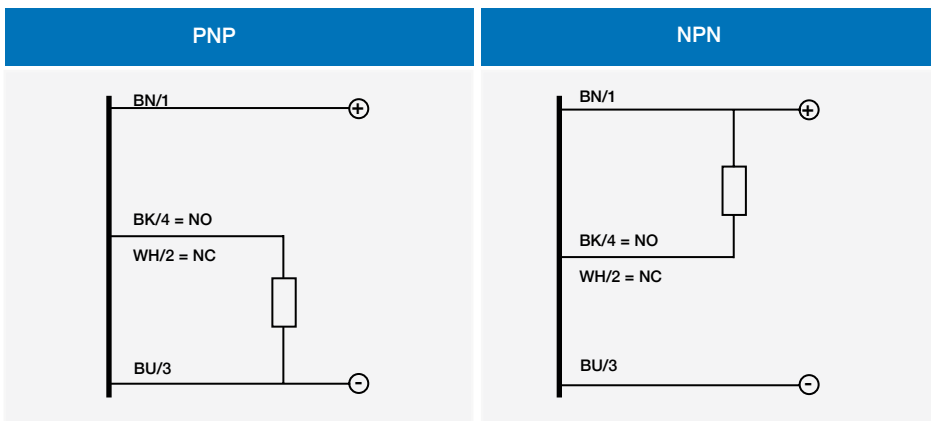 PNP
BN/1
+
BK/4 = NO
WH/2 = NC
BU/3
-
NPN
BN/1
+
BK/4 = NO
WH/2 = NC
BU/3
-